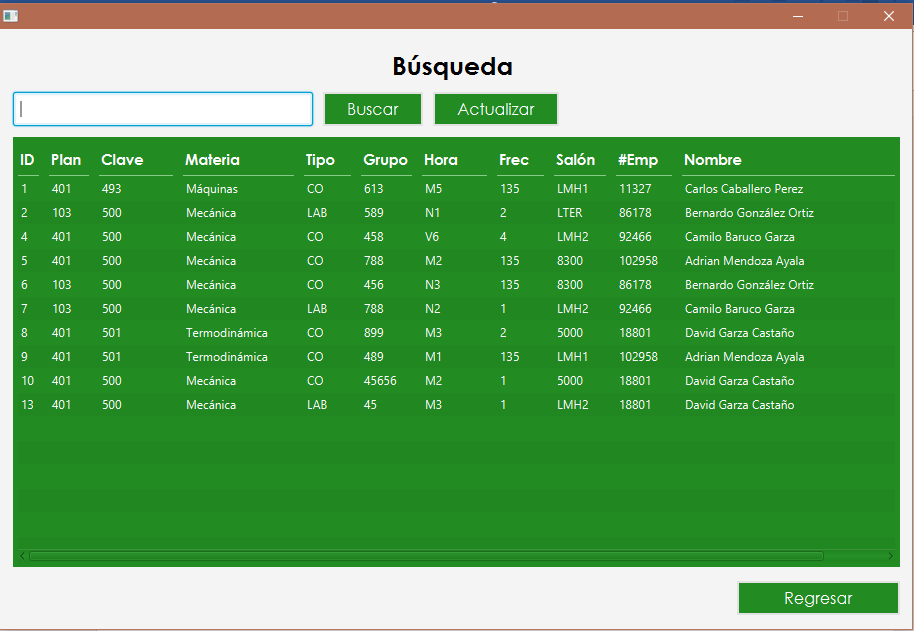 Búsqueda
Buscar Actualizar
ID Plan Clave Materia Tipo Grupo Hora Frec Salón #Emp Nombre
1 401 493 Máquinas CO 613 M5 135 LMH1 11327 Carlos Caballero Perez
2 103 500 Mecánica LAB 589 N1 2 LTER 86178 Bernardo González Ortiz
4 401 500 Mecánica CO 458 V6 4 LMH2 92466 Camilo Baruco Garza
5 401 500 Mecánica CO 788 M2 135 8300 102958 Adrian Mendoza Ayala
6 103 500 Mecánica CO 456 N3 135 8300 86178 Bernardo González Ortiz
7 103 500 Mecánica LAB 788 N2 1 LMH2 92466 Camilo Baruco Garza
8 401 501 Termodinámica CO 899 M3 2 5000 18801 David Garza Castaño
9 401 501 Termodinámica CO 489 M1 135 LMH1 102958 Adrian Mendoza Ayala
10 401 500 Mecánica CO 45656 M2 1 5000 18801 David Garza Castaño
13 401 500 Mecánica LAB 45 M3 1 LMH2 18801 David Garza Castaño
Regresar